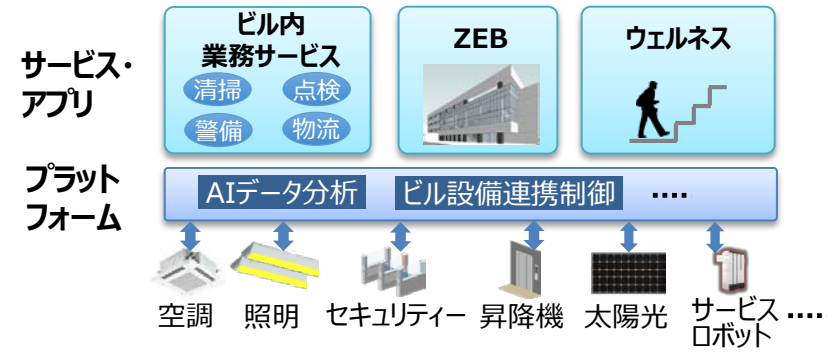 サービス・
アプリ
ビル内
業務サービス
清掃
点検
警備
物流
ZEB
ウェルネス
プラット
フォーム
AIデータ分析
ビル設備連携制御
････
空調
照明
セキュリティー
昇降機
太陽光
サービス
ロボット
････